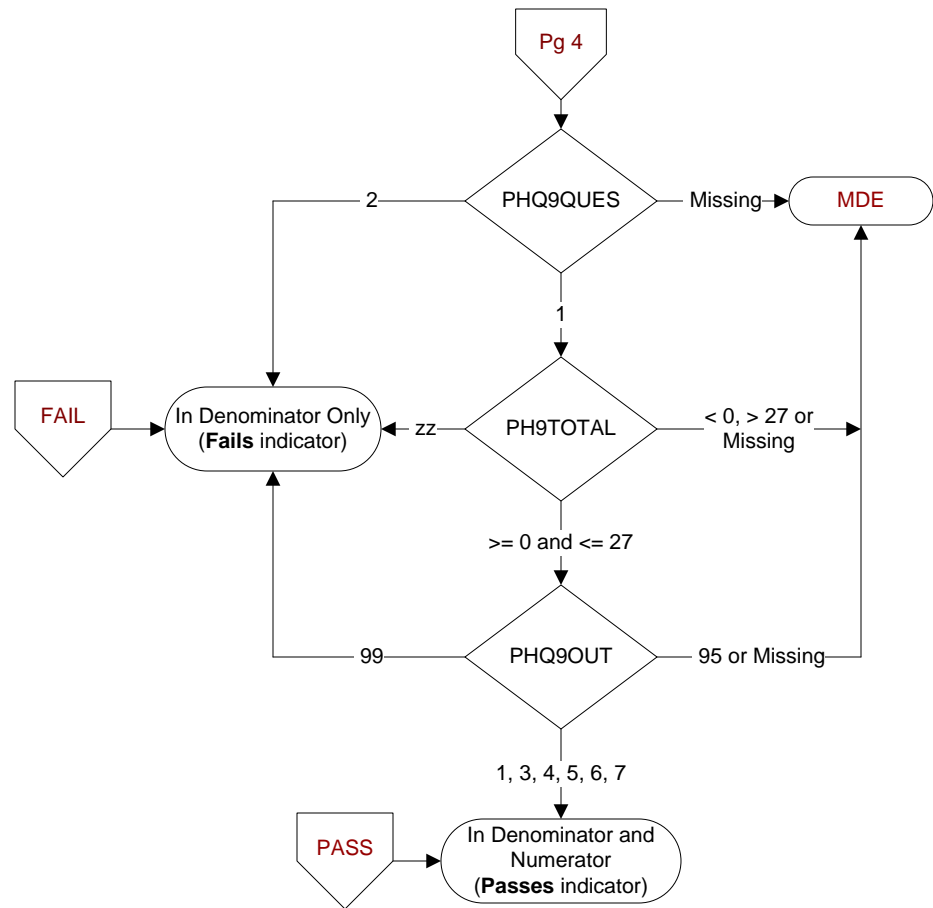 Pg 4
PHQ9QUES
2
Missing
MDE
1
FAIL
In Denominator Only
(Fails indicator)
zz
PH9TOTAL
< 0, > 27 or
Missing
>= 0 and <= 27
99
PHQ9OUT
95 or Missing
1, 3, 4, 5, 6, 7
PASS
In Denominator and
Numerator
(Passes indicator)